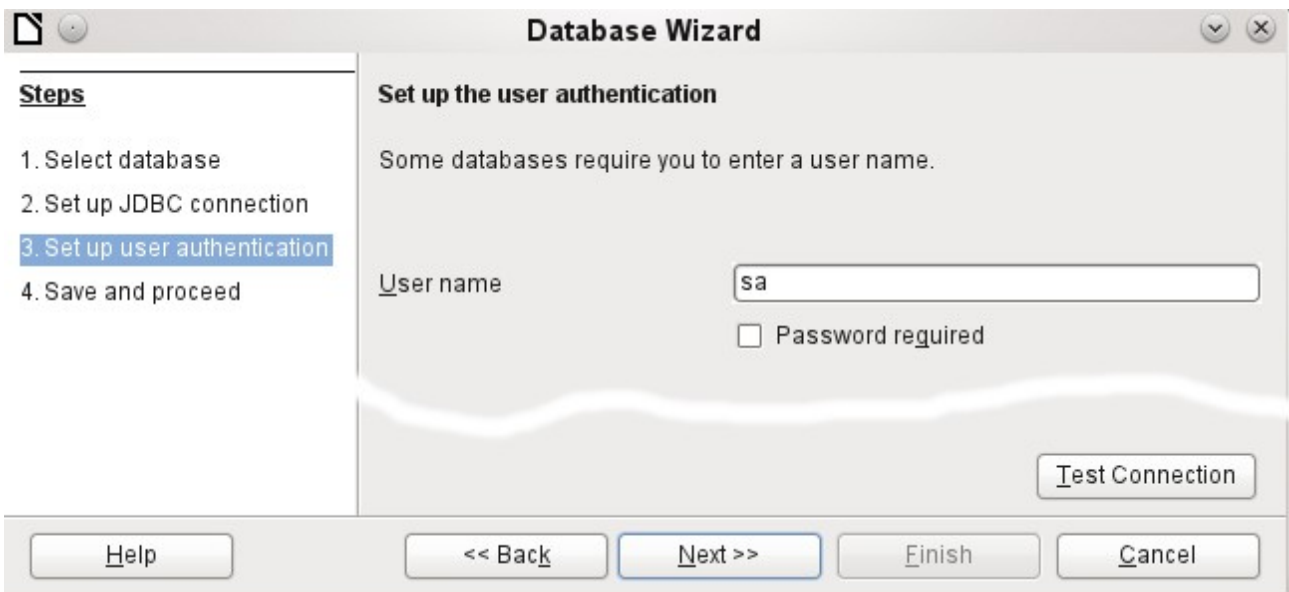 Database Wizard
Steps
1. Select database
2. Set up JDBC connection
3. Set up user authentication
4. Save and proceed
Set up the user authentication
Some databases require you to enter a user name.
User name
sa
Password required
Test Connection
Help
<< Back
Next >>
Finish
Cancel